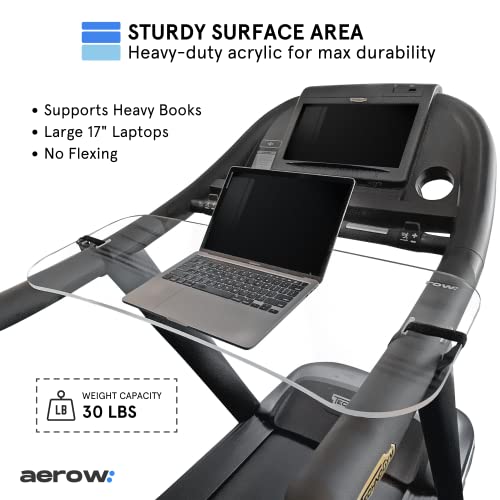 STURDY SURFACE AREA
Heavy-duty acrylic for max durability
• Supports Heavy Books
• Large 17" Laptops
• No Flexing
aerow:
LB
WEIGHT CAPACITY
30 LBS
aerow: